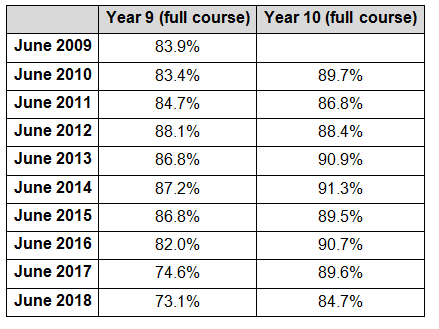 Year 9 (full course) Year 10 (full course)
June 2009 83.9%
June 2010 83.4% 89.7%
June 2011 84.7% 86.8%
June 2012 88.1% 88.4%
June 2013 86.8% 90.9%
June 2014 87.2% 91.3%
June 2015 86.8% 89.5%
June 2016 82.0% 90.7%
June 2017 74.6% 89.6%
June 2018 73.1% 84.7%